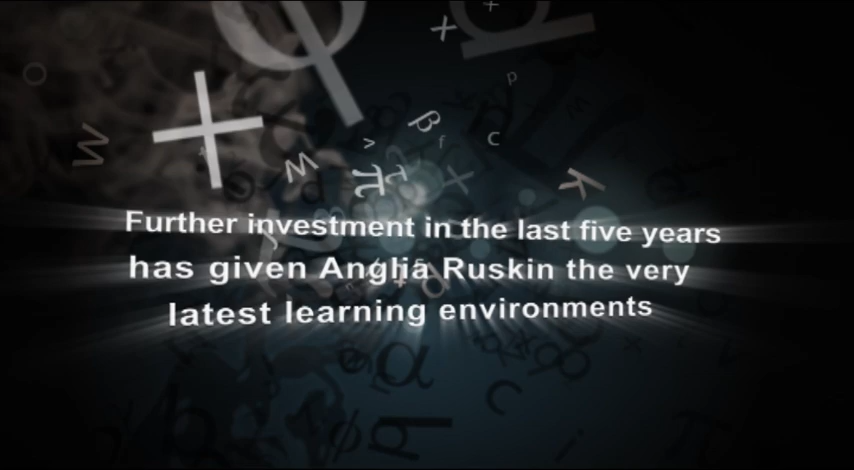 Further investment in the last five years
has given Anglia Ruskin the very
latest learning environments